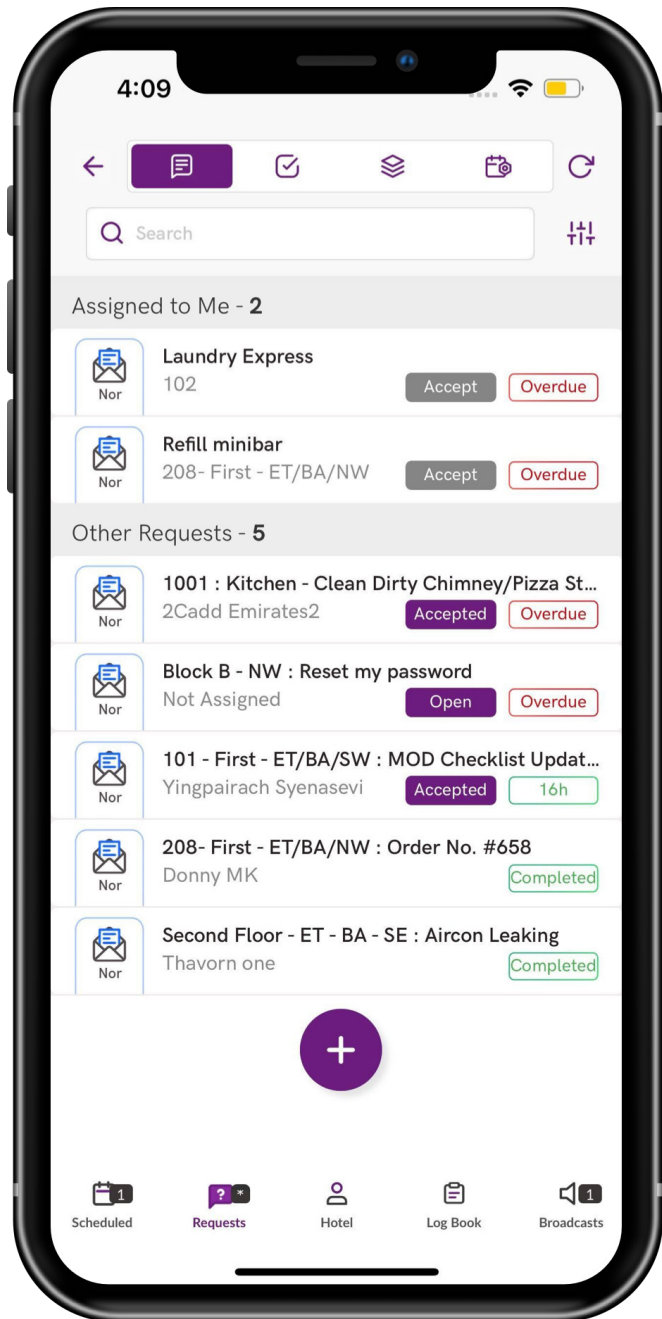 4:09
Search
Assigned to Me - 2
Laundry Express
Nor
102
Accept
Overdue
Refill minibar
Nor
208- First - ET/BA/NW
Accept
Overdue
Other Requests - 5
1001 : Kitchen - Clean Dirty Chimney/Pizza St...
Nor
2Cadd Emirates2
Accepted
Overdue
Block B - NW : Reset my password
Nor
Not Assigned
Open
Overdue
101 - First - ET/BA/SW : MOD Checklist Updat...
Nor
Yingpairach Syenasevi
Accepted
16h
208- First - ET/BA/NW : Order No. #658
Nor
Donny MK
Completed
Second Floor - ET - BA - SE : Aircon Leaking
Nor
Thavorn one
Completed
+
1
? *
1
Scheduled
Requests
Hotel
Log Book
Broadcasts